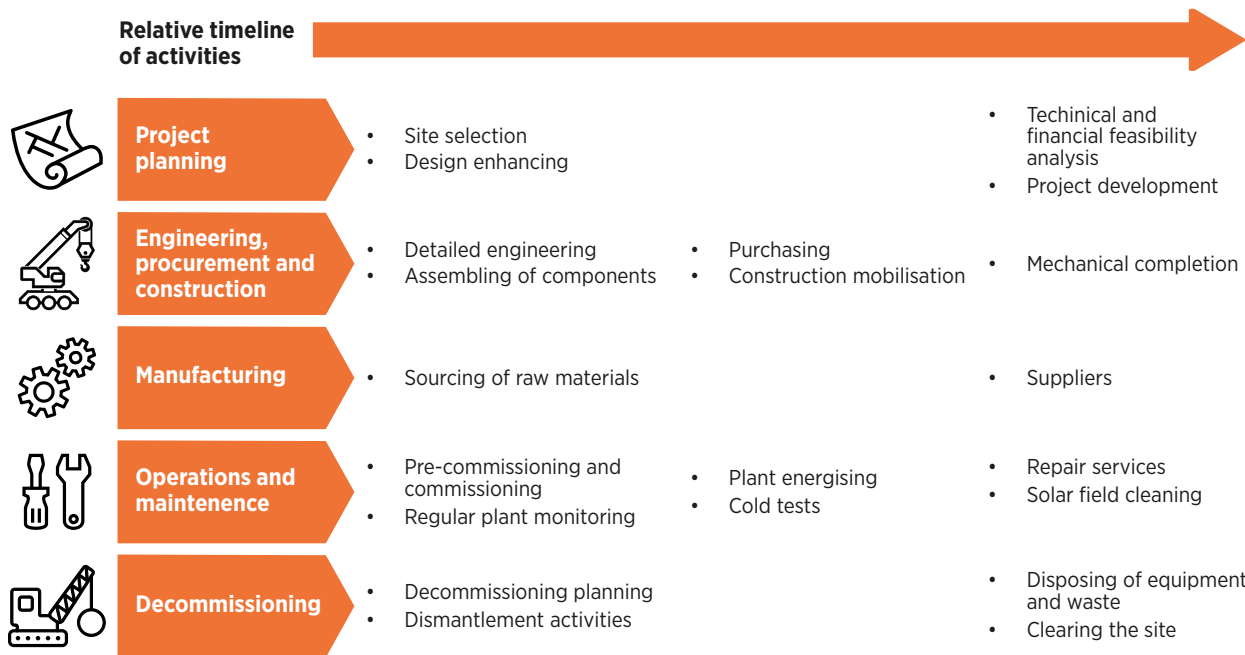 Relative timeline
of activities
Project
planning
• Site selection
• Design enhancing
• Techinical and
financial feasibility
analysis
• Project development
Engineering,
procurement and
construction
• Detailed engineering
• Assembling of components
• Purchasing
• Construction mobilisation
• Mechanical completion
Manufacturing
• Sourcing of raw materials
• Suppliers
Operations and
maintenence
• Pre-commissioning and
commissioning
• Regular plant monitoring
• Plant energising
• Cold tests
• Repair services
• Solar field cleaning
Decommissioning
• Decommissioning planning
• Dismantlement activities
• Disposing of equipment
and waste
• Clearing the site